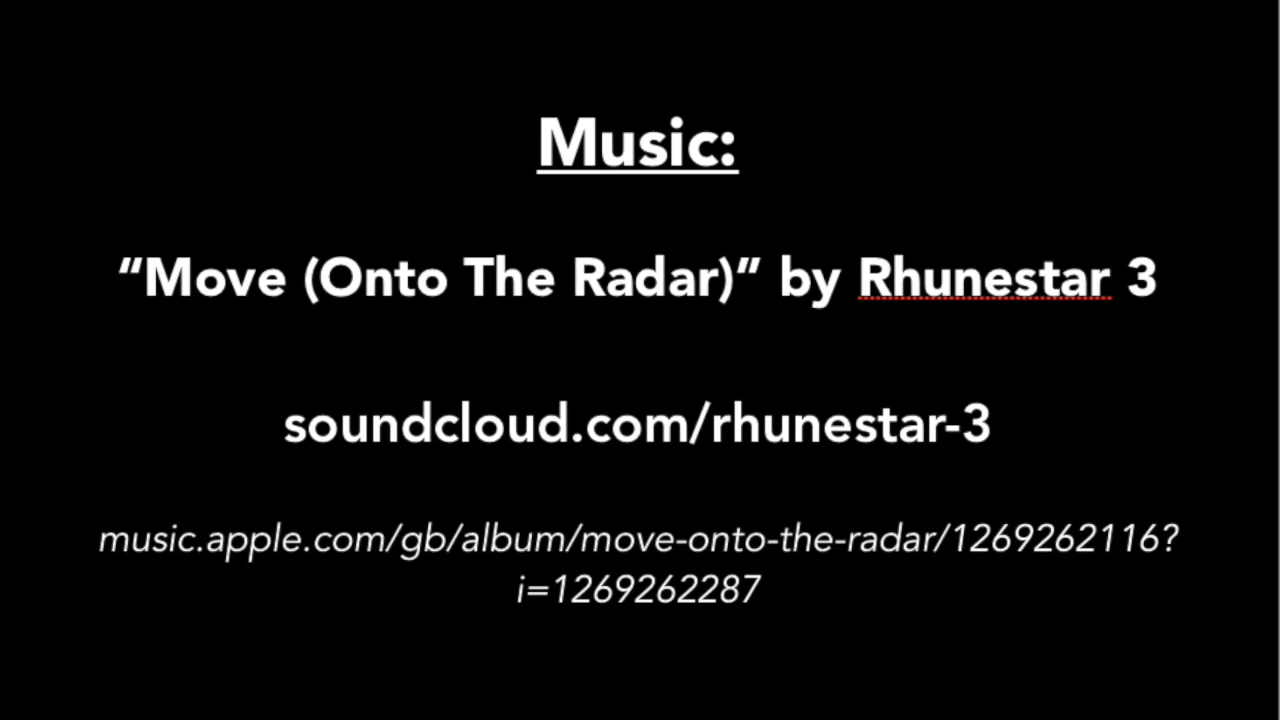 Music:
“Move (Onto The Radar)” by Rhunestar 3
soundcloud.com/rhunestar-3
music.apple.com/gb/album/move-onto-the-radar/1269262116?
i=1269262287